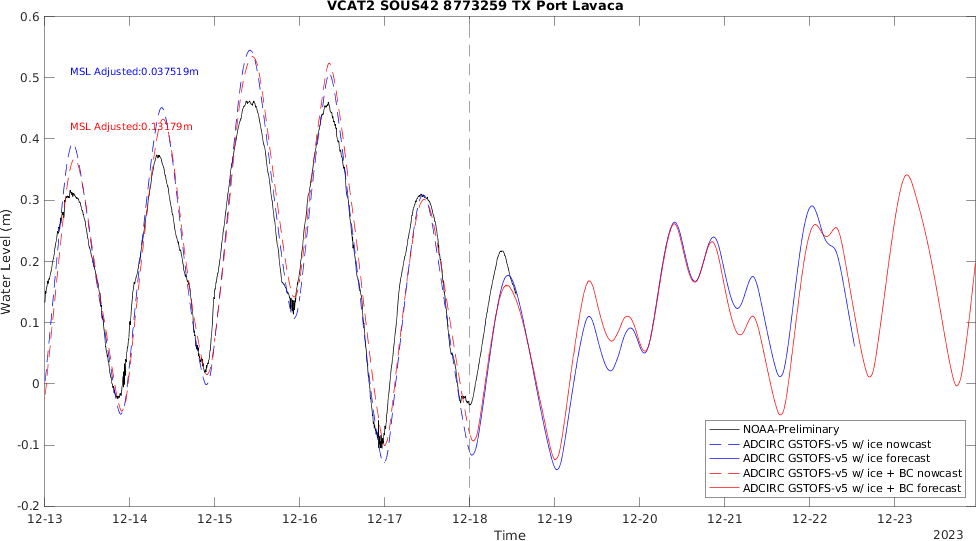 VCAT2 SOUS42 8773259 TX Port Lavaca
0.6
0.5
0.4
0.3
0.2
0.1
0
-0.1
-0.2
Water Level (m)
MSL Adjusted:0.037519m
MSL Adjusted:0.13179m
NOAA-Preliminary
ADCIRC GSTOFS-v5 w/ ice nowcast
ADCIRC GSTOFS-v5 w/ ice forecast
ADCIRC GSTOFS-v5 w/ ice + BC nowcast
ADCIRC GSTOFS-v5 w/ ice + BC forecast
12-13 12-14 12-15 12-16 12-17 12-18 12-19 12-20 12-21 12-22 12-23
Time
2023